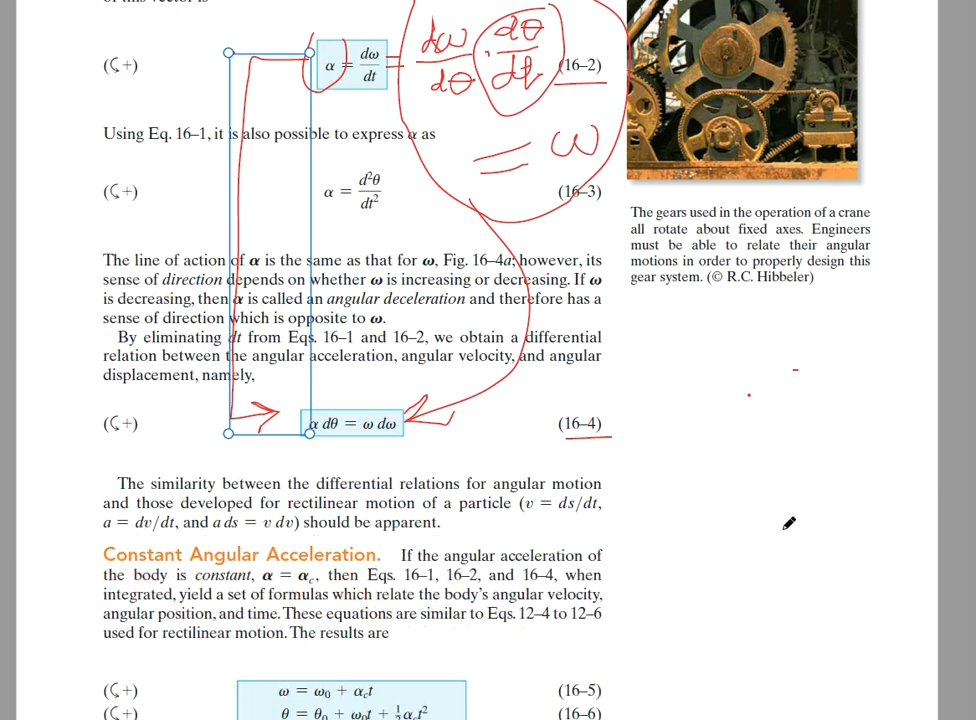 (ζ+) α = dω/dt (16–2)
dω/dθ · dθ/dt
= ω
Using Eq. 16–1, it is also possible to express α as
(ζ+) α = d²θ/dt² (16–3)
The line of action of α is the same as that for ω, Fig. 16–4a; however, its
sense of direction depends on whether ω is increasing or decreasing. If ω
is decreasing, then α is called an angular deceleration and therefore has a
sense of direction which is opposite to ω.
By eliminating dt from Eqs. 16–1 and 16–2, we obtain a differential
relation between the angular acceleration, angular velocity, and angular
displacement, namely,
(ζ+) α dθ = ω dω (16–4)
The similarity between the differential relations for angular motion
and those developed for rectilinear motion of a particle (v = ds/dt,
a = dv/dt, and a ds = v dv) should be apparent.
Constant Angular Acceleration. If the angular acceleration of
the body is constant, α = α_c, then Eqs. 16–1, 16–2, and 16–4, when
integrated, yield a set of formulas which relate the body's angular velocity,
angular position, and time. These equations are similar to Eqs. 12–4 to 12–6
used for rectilinear motion. The results are
(ζ+) ω = ω₀ + α_c t (16–5)
(ζ+) θ = θ₀ + ω₀t + ½α_c t² (16–6)
The gears used in the operation of a crane
all rotate about fixed axes. Engineers
must be able to relate their angular
motions in order to properly design this
gear system. (© R.C. Hibbeler)